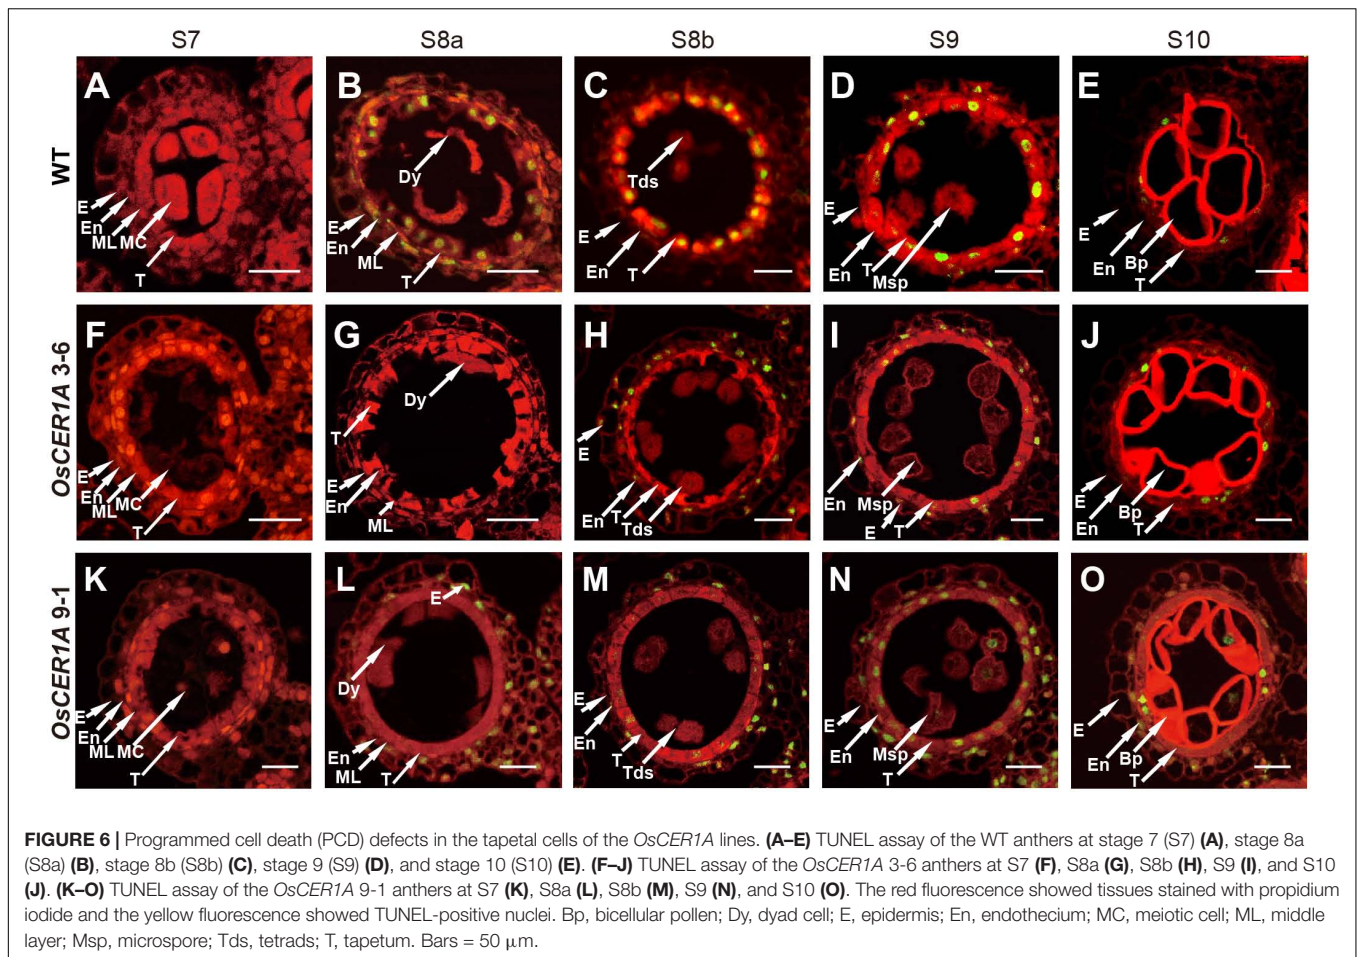 S7 S8a S8b S9 S10
WT
A
E
En
ML MC
T
B
Dy
E
En
ML
T
C
Tds
E
En
T
D
E
En
T
Msp
E
E
En
Bp
T
OsCER1A 3-6
F
E
En
ML MC
T
G
Dy
T
E
En
ML
H
E
En
T
Tds
I
En
Msp
E
T
J
E
En
Bp
T
OsCER1A 9-1
K
E
En
ML MC
T
L
E
Dy
En
ML
T
M
E
En
T
Tds
N
E
En
Msp
T
O
E
En
Bp
T
FIGURE 6 | Programmed cell death (PCD) defects in the tapetal cells of the OsCER1A lines. (A–E) TUNEL assay of the WT anthers at stage 7 (S7) (A), stage 8a
(S8a) (B), stage 8b (S8b) (C), stage 9 (S9) (D), and stage 10 (S10) (E). (F–J) TUNEL assay of the OsCER1A 3-6 anthers at S7 (F), S8a (G), S8b (H), S9 (I), and S10
(J). (K–O) TUNEL assay of the OsCER1A 9-1 anthers at S7 (K), S8a (L), S8b (M), S9 (N), and S10 (O). The red fluorescence showed tissues stained with propidium
iodide and the yellow fluorescence showed TUNEL-positive nuclei. Bp, bicellular pollen; Dy, dyad cell; E, epidermis; En, endothecium; MC, meiotic cell; ML, middle
layer; Msp, microspore; Tds, tetrads; T, tapetum. Bars = 50 μm.